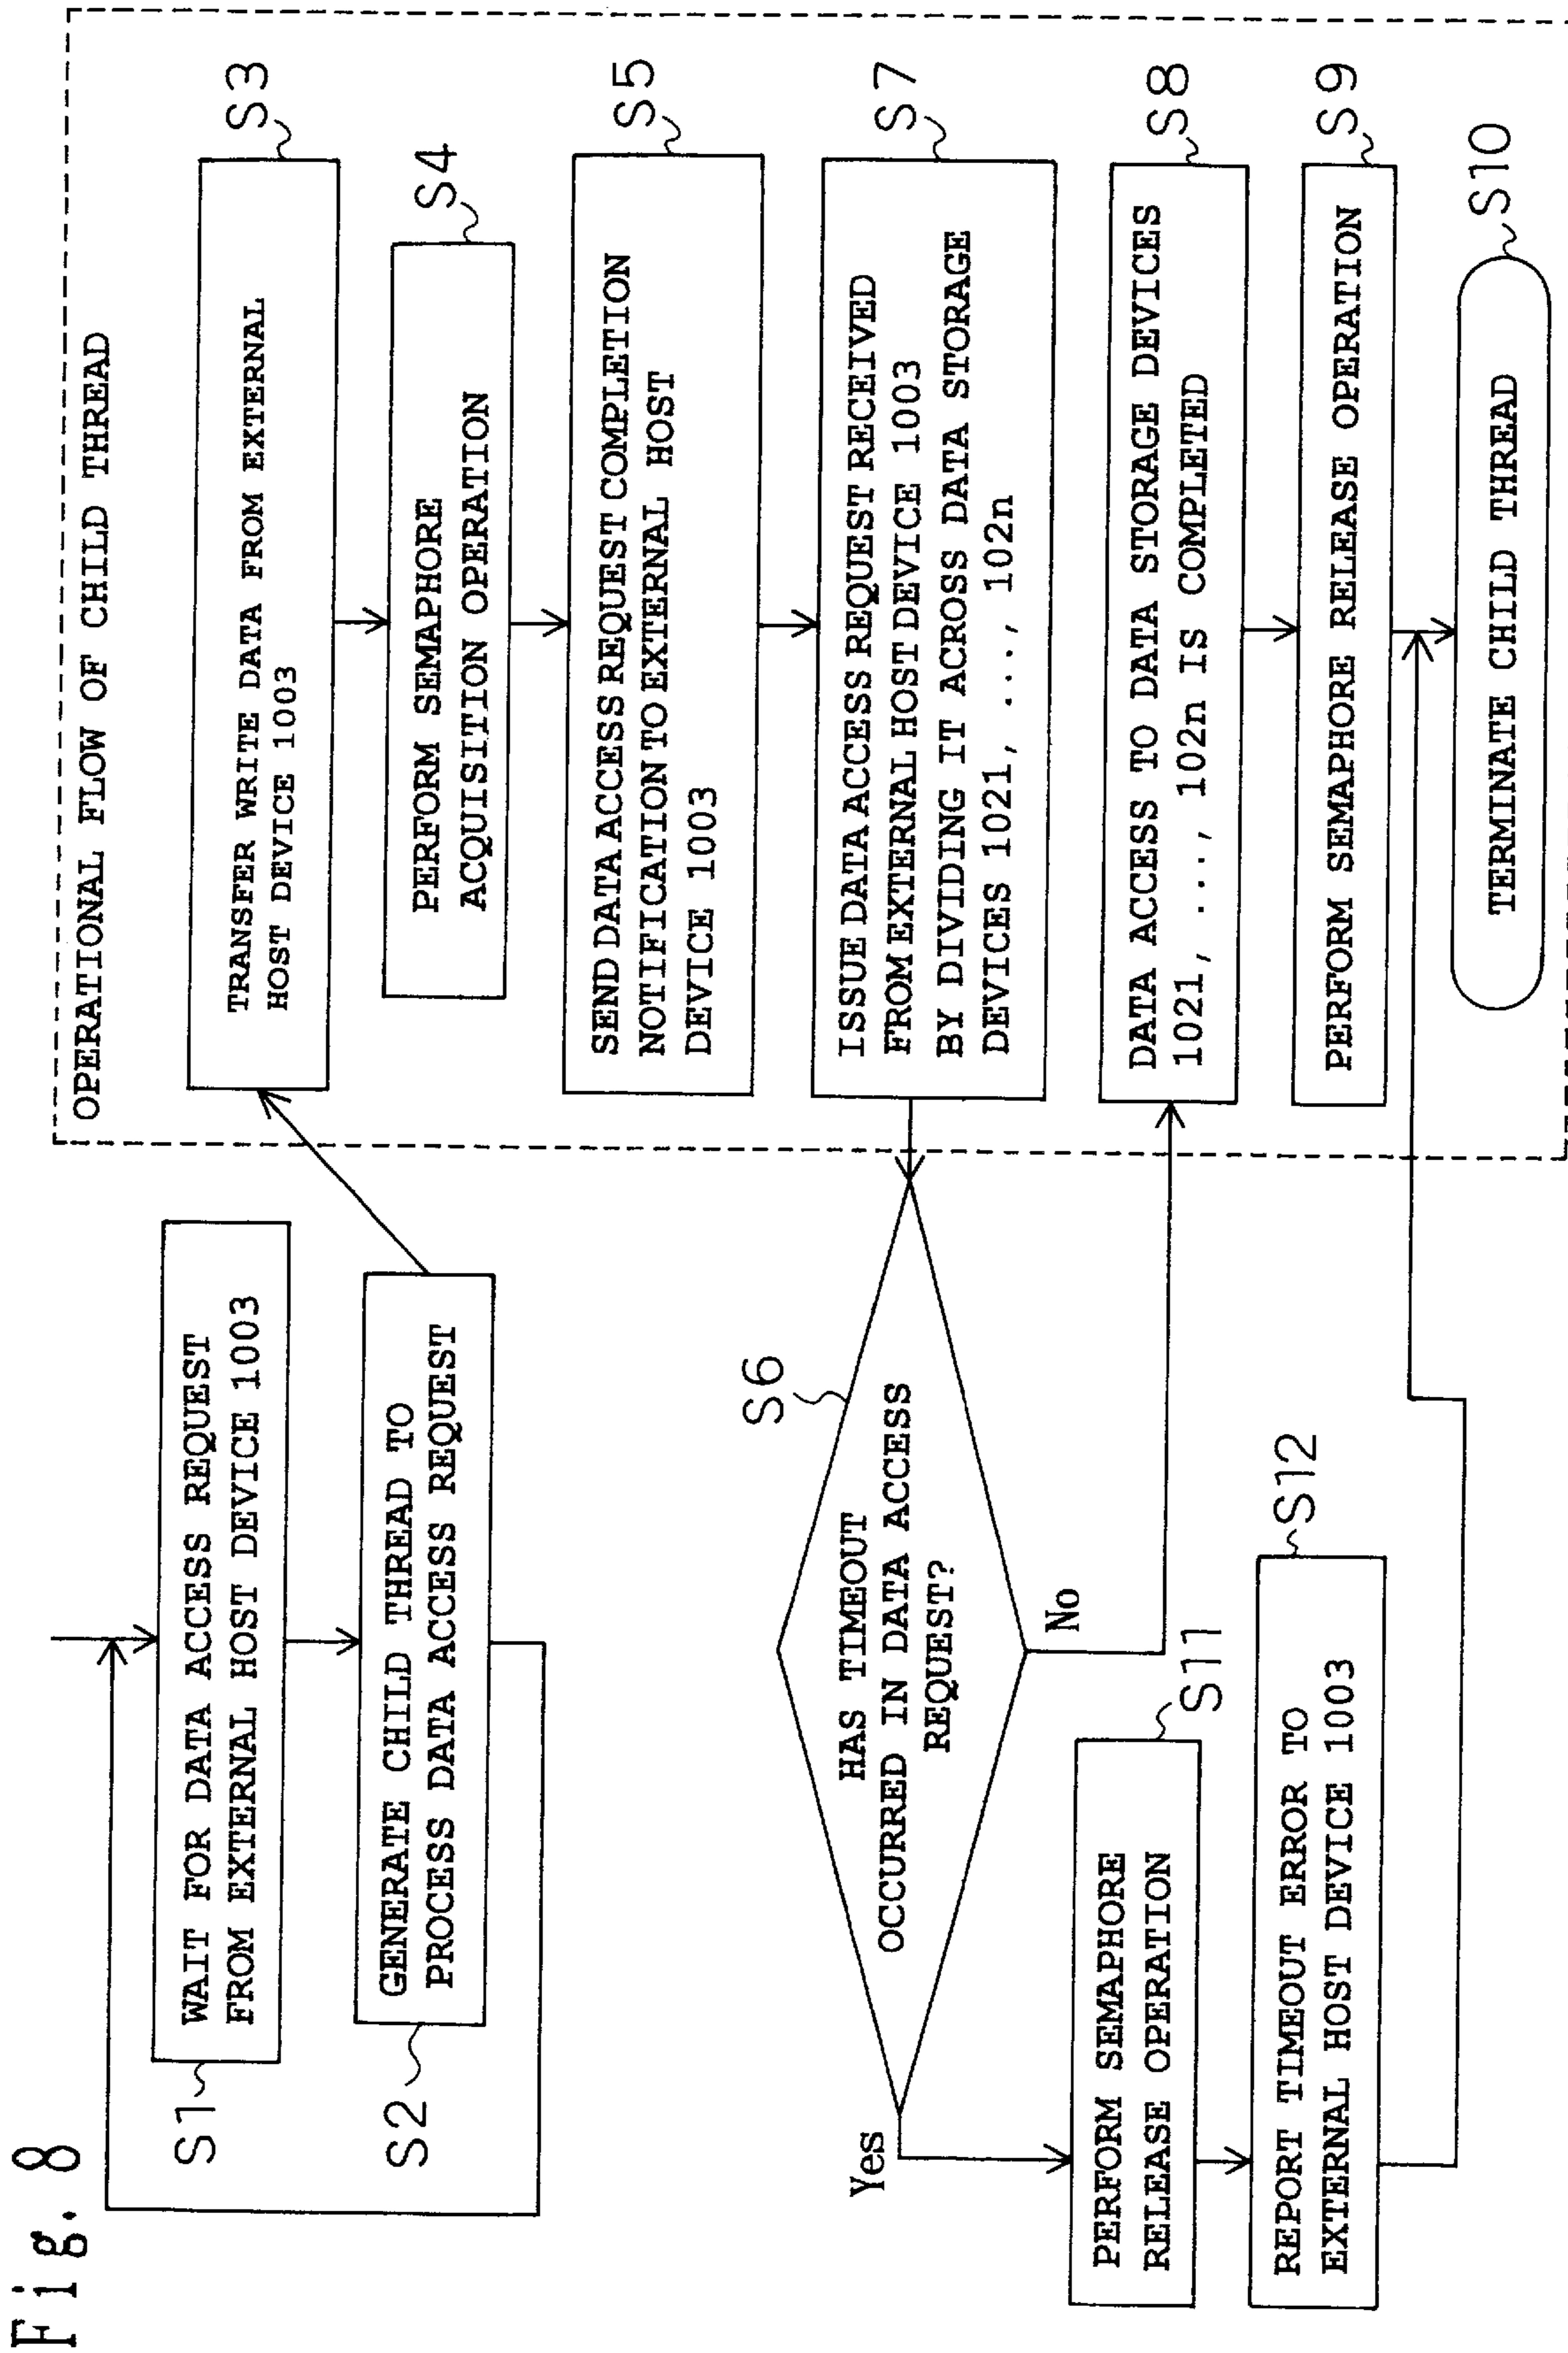 Fig. 8
S1
WAIT FOR DATA ACCESS REQUEST
FROM EXTERNAL HOST DEVICE 1003
S2
GENERATE CHILD THREAD TO
PROCESS DATA ACCESS REQUEST
OPERATIONAL FLOW OF CHILD THREAD
S3
TRANSFER WRITE DATA FROM EXTERNAL
HOST DEVICE 1003
S4
PERFORM SEMAPHORE
ACQUISITION OPERATION
S5
SEND DATA ACCESS REQUEST COMPLETION
NOTIFICATION TO EXTERNAL HOST
DEVICE 1003
S7
ISSUE DATA ACCESS REQUEST RECEIVED
FROM EXTERNAL HOST DEVICE 1003
BY DIVIDING IT ACROSS DATA STORAGE
DEVICES 1021, ..., 102n
S6
HAS TIMEOUT
OCCURRED IN DATA ACCESS
REQUEST?
Yes
No
S8
DATA ACCESS TO DATA STORAGE DEVICES
1021, ..., 102n IS COMPLETED
S9
PERFORM SEMAPHORE RELEASE OPERATION
S10
TERMINATE CHILD THREAD
S11
PERFORM SEMAPHORE
RELEASE OPERATION
S12
REPORT TIMEOUT ERROR TO
EXTERNAL HOST DEVICE 1003